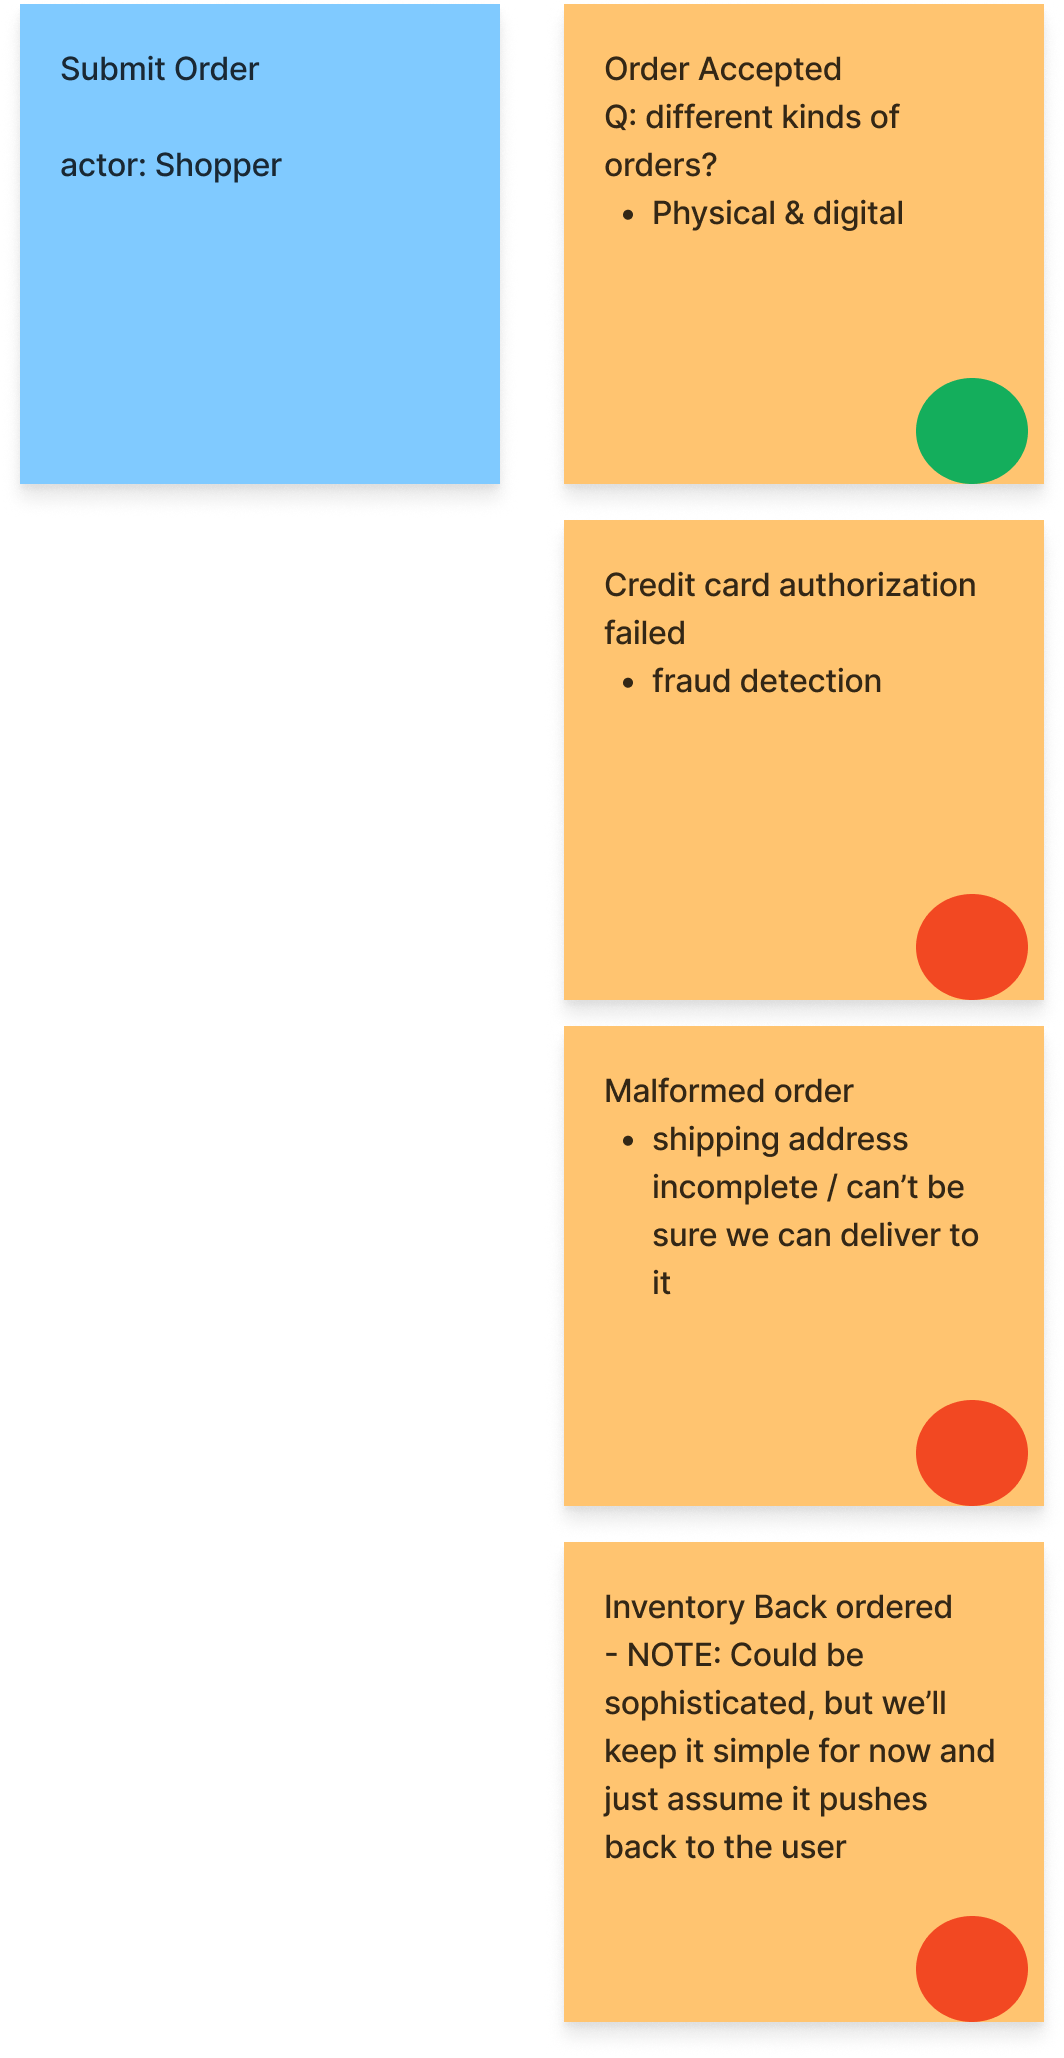 Submit Order
actor: Shopper
Order Accepted
Q: different kinds of
orders?
• Physical & digital
Credit card authorization
failed
• fraud detection
Malformed order
• shipping address
incomplete / can’t be
sure we can deliver to
it
Inventory Back ordered
- NOTE: Could be
sophisticated, but we’ll
keep it simple for now and
just assume it pushes
back to the user